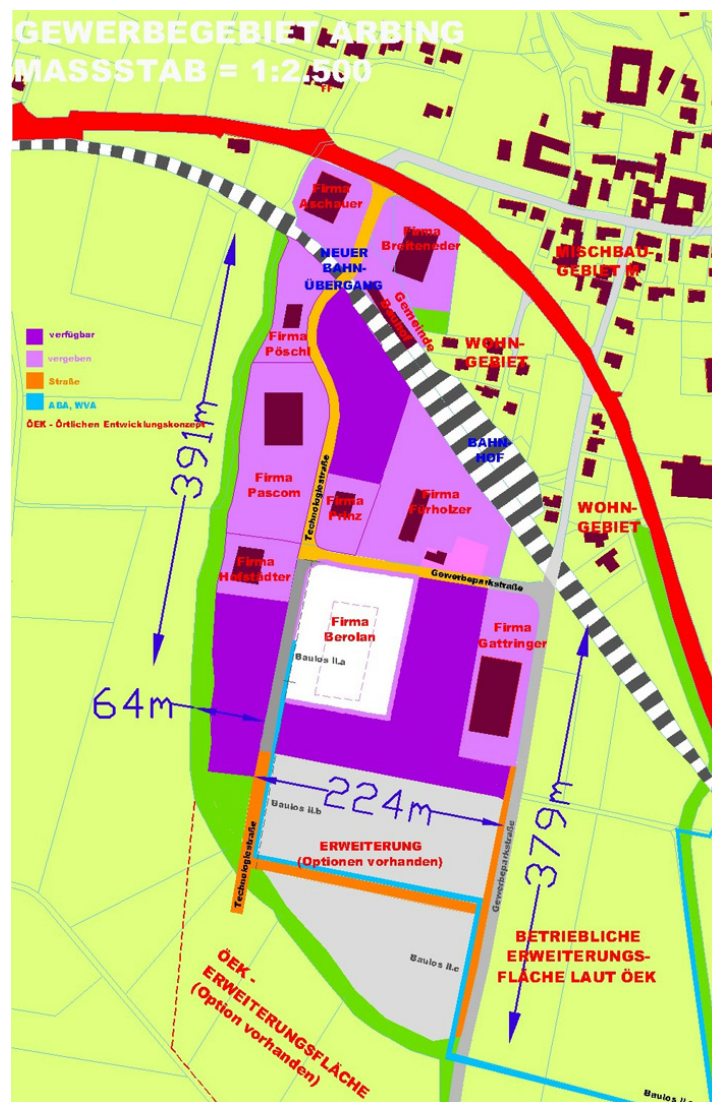 GEWERBEGEBIET ARBING
MASSSTAB = 1:2.500
FF
Firma
Aschauer
Firma
Breiteneder
NEUER
BAHN-
ÜBERGANG
MISCHBAU-
GEBIET M
Gemeinde
Bauhof
verfügbar
vergeben
Straße
ABA, WVA
ÖEK - Örtlichen Entwicklungskonzept
Firma
Pöschl
WOHN-
GEBIET
391m
BAHN-
HOF
Firma
Pascom
Technologiestraße
Firma
Prinz
Firma
Fürholzer
WOHN-
GEBIET
Firma
Hofstädter
Gewerbeparkstraße
Firma
Berolan
Firma
Gattringer
Baulos II.a
64m
224m
379m
Baulos II.b
ERWEITERUNG
(Optionen vorhanden)
Technologiestraße
Gewerbeparkstraße
BETRIEBLICHE
ERWEITERUNGS-
FLÄCHE LAUT ÖEK
Baulos II.c
ÖEK -
ERWEITERUNGSFLÄCHE
(Option vorhanden)